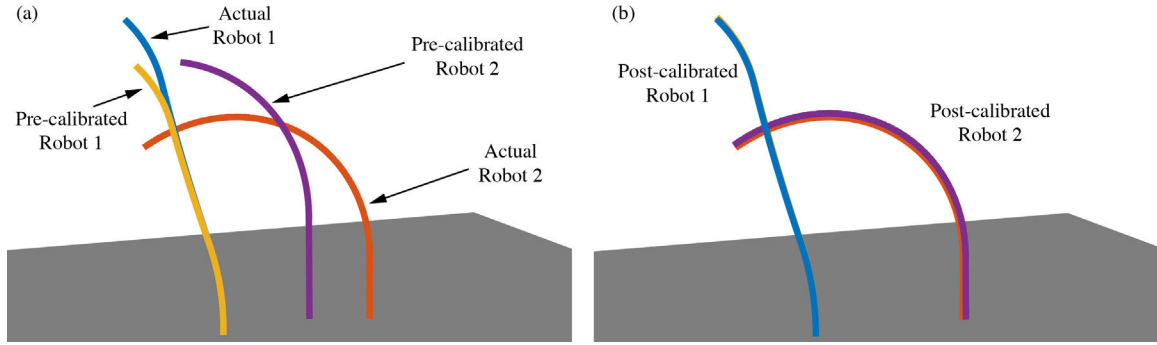 (a)
Actual
Robot 1
Pre-calibrated
Robot 2
Pre-calibrated
Robot 1
Actual
Robot 2
(b)
Post-calibrated
Robot 1
Post-calibrated
Robot 2